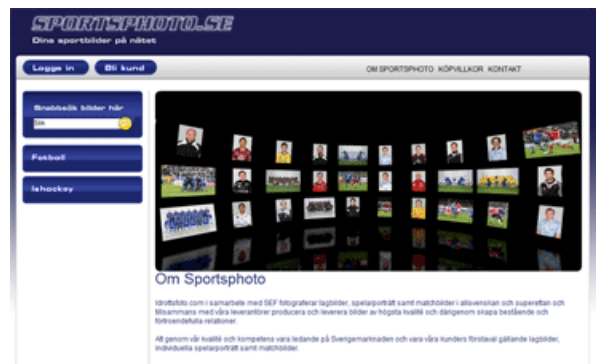 SPORTSPHOTO.SE
Dina sportbilder på nätet
Logga in Bli kund OM SPORTSPHOTO KÖPVILLKOR KONTAKT
Snabbsök bilder här
Sök
Fotboll
Ishockey
Om Sportsphoto
Idrottsfoto.com i samarbete med SEF fotograferar lagbilder, spelarporträtt samt matchbilder i allsvenskan och superettan och
tillsammans med våra leverantörer producera och leverera bilder av högsta kvalité och därigenom skapa bestående och
förtroendefulla relationer.
Att genom vår kvalité och kompetens vara ledande på Sverigemarknaden och vara våra kunders förstaval gällande lagbilder,
individuella spelarporträtt samt matchbilder.